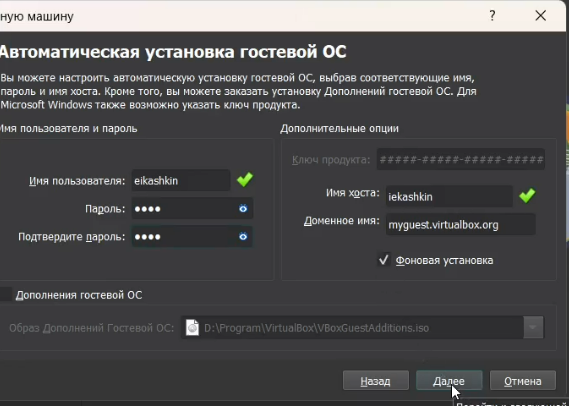 ную машину
?
Автоматическая установка гостевой ОС
Вы можете настроить автоматическую установку гостевой ОС, выбрав соответствующие имя,
пароль и имя хоста. Кроме того, вы можете заказать установку Дополнений гостевой ОС. Для
Microsoft Windows также возможно указать ключ продукта.
Имя пользователя и пароль
Имя пользователя: eikashkin
Пароль: ●●●●
Подтвердите пароль: ●●●●
Дополнительные опции
Ключ продукта: #####-#####-#####-#####
Имя хоста: iekashkin
Доменное имя: myguest.virtualbox.org
Фоновая установка
Дополнения гостевой ОС
Образ Дополнений Гостевой ОС: D:\Program\VirtualBox\VBoxGuestAdditions.iso
Назад Далее Отмена